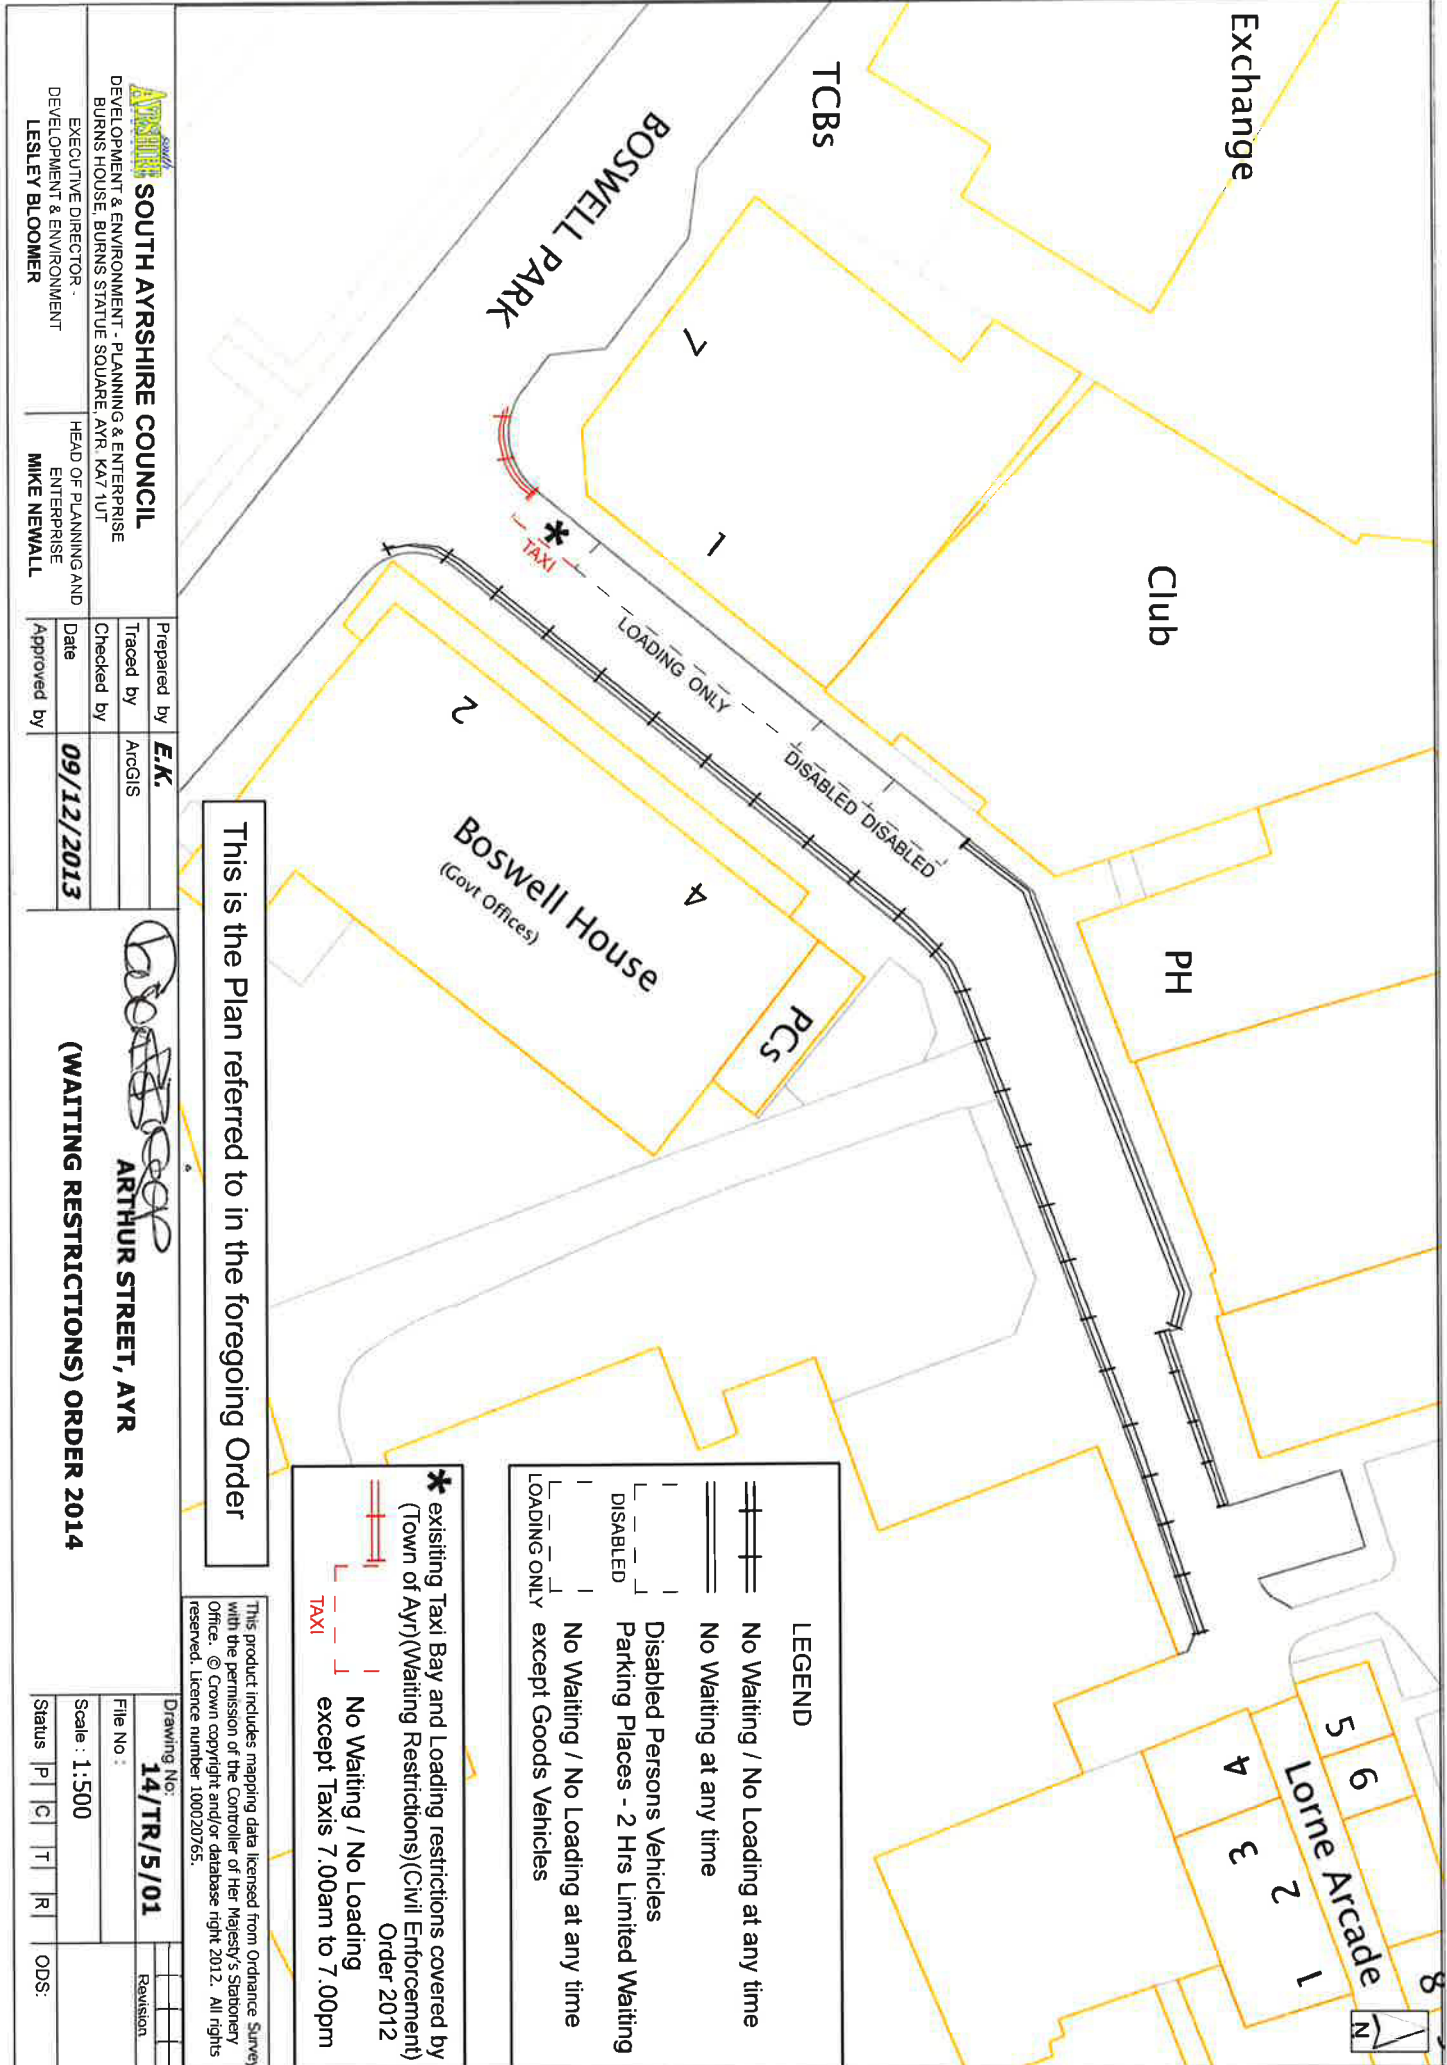 Exchange
TCBs
BOSWELL PARK
7
1
Club
PH
*
TAXI
LOADING ONLY
DISABLED DISABLED
2
4
Boswell House
(Govt Offices)
PCs
5
6
8
4
3
2
1
Lorne Arcade
N
LEGEND
No Waiting / No Loading at any time
No Waiting at any time
DISABLED
Disabled Persons Vehicles
Parking Places - 2 Hrs Limited Waiting
LOADING ONLY
No Waiting / No Loading at any time
except Goods Vehicles
* exisiting Taxi Bay and Loading restrictions covered by
(Town of Ayr)(Waiting Restrictions)(Civil Enforcement)
Order 2012
TAXI
No Waiting / No Loading
except Taxis 7.00am to 7.00pm
This is the Plan referred to in the foregoing Order
This product includes mapping data licensed from Ordnance Survey
with the permission of the Controller of Her Majesty's Stationery
Office. © Crown copyright and/or database right 2012. All rights
reserved. Licence number 100020765.
south
AYRSHIRE
SOUTH AYRSHIRE COUNCIL
DEVELOPMENT & ENVIRONMENT - PLANNING & ENTERPRISE
BURNS HOUSE, BURNS STATUE SQUARE, AYR. KA7 1UT
EXECUTIVE DIRECTOR -
DEVELOPMENT & ENVIRONMENT
LESLEY BLOOMER
HEAD OF PLANNING AND
ENTERPRISE
MIKE NEWALL
Prepared by E.K.
Traced by ArcGIS
Checked by
Date 09/12/2013
Approved by
ARTHUR STREET, AYR
(WAITING RESTRICTIONS) ORDER 2014
Drawing No:
14/TR/5/01
Revision
File No :
Scale : 1:500
Status P C T R
ODS: